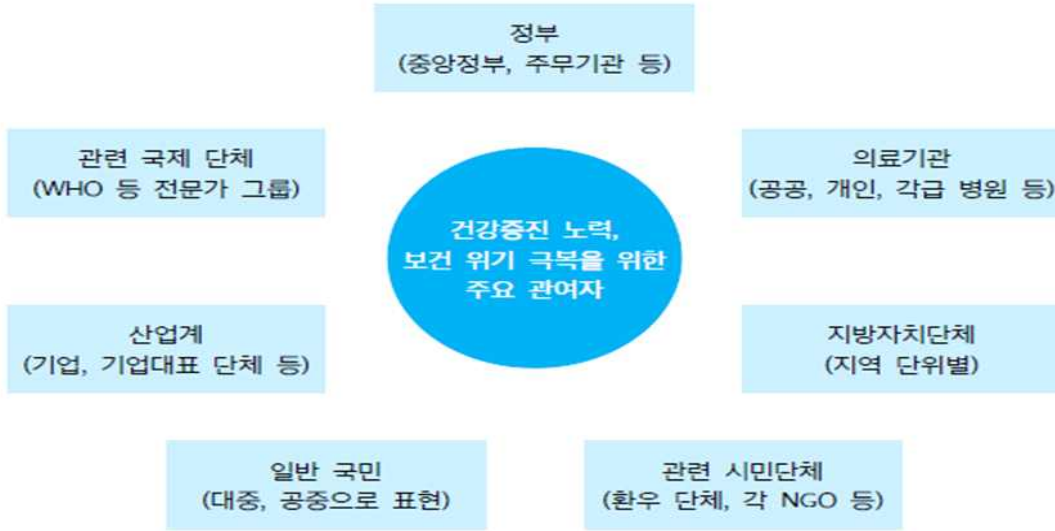 정부
(중앙정부, 주무기관 등)
관련 국제 단체
(WHO 등 전문가 그룹)
의료기관
(공공, 개인, 각급 병원 등)
건강증진 노력,
보건 위기 극복을 위한
주요 관여자
산업계
(기업, 기업대표 단체 등)
지방자치단체
(지역 단위별)
일반 국민
(대중, 공중으로 표현)
관련 시민단체
(환우 단체, 각 NGO 등)